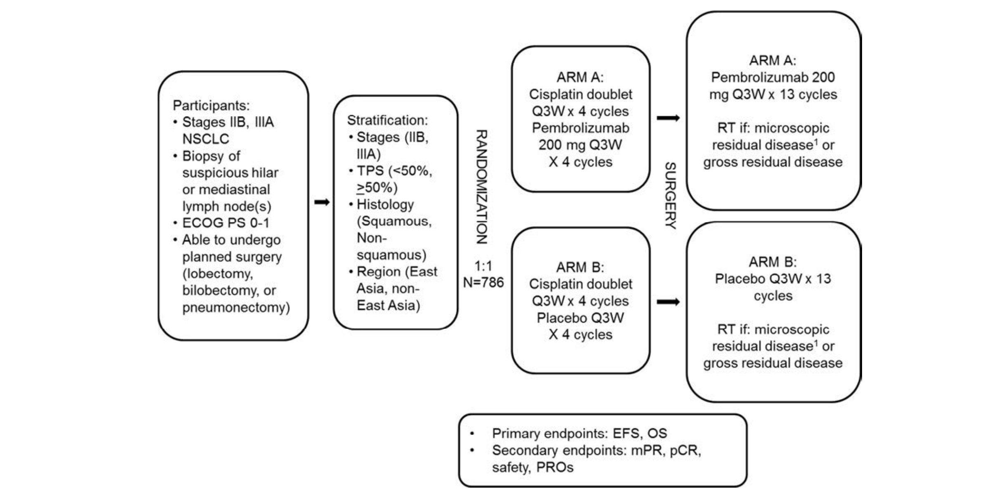 Participants:
• Stages IIB, IIIA
NSCLC
• Biopsy of
suspicious hilar
or mediastinal
lymph node(s)
• ECOG PS 0-1
• Able to undergo
planned surgery
(lobectomy,
bilobectomy, or
pneumonectomy)
Stratification:
• Stages (IIB,
IIIA)
• TPS (<50%,
≥50%)
• Histology
(Squamous,
Non-
squamous)
• Region (East
Asia, non-
East Asia)
RANDOMIZATION
1:1
N=786
ARM A:
Cisplatin doublet
Q3W x 4 cycles
Pembrolizumab
200 mg Q3W
X 4 cycles
ARM B:
Cisplatin doublet
Q3W x 4 cycles
Placebo Q3W
X 4 cycles
SURGERY
ARM A:
Pembrolizumab 200
mg Q3W x 13 cycles
RT if: microscopic
residual disease¹ or
gross residual disease
ARM B:
Placebo Q3W x 13
cycles
RT if: microscopic
residual disease¹ or
gross residual disease
• Primary endpoints: EFS, OS
• Secondary endpoints: mPR, pCR,
safety, PROs